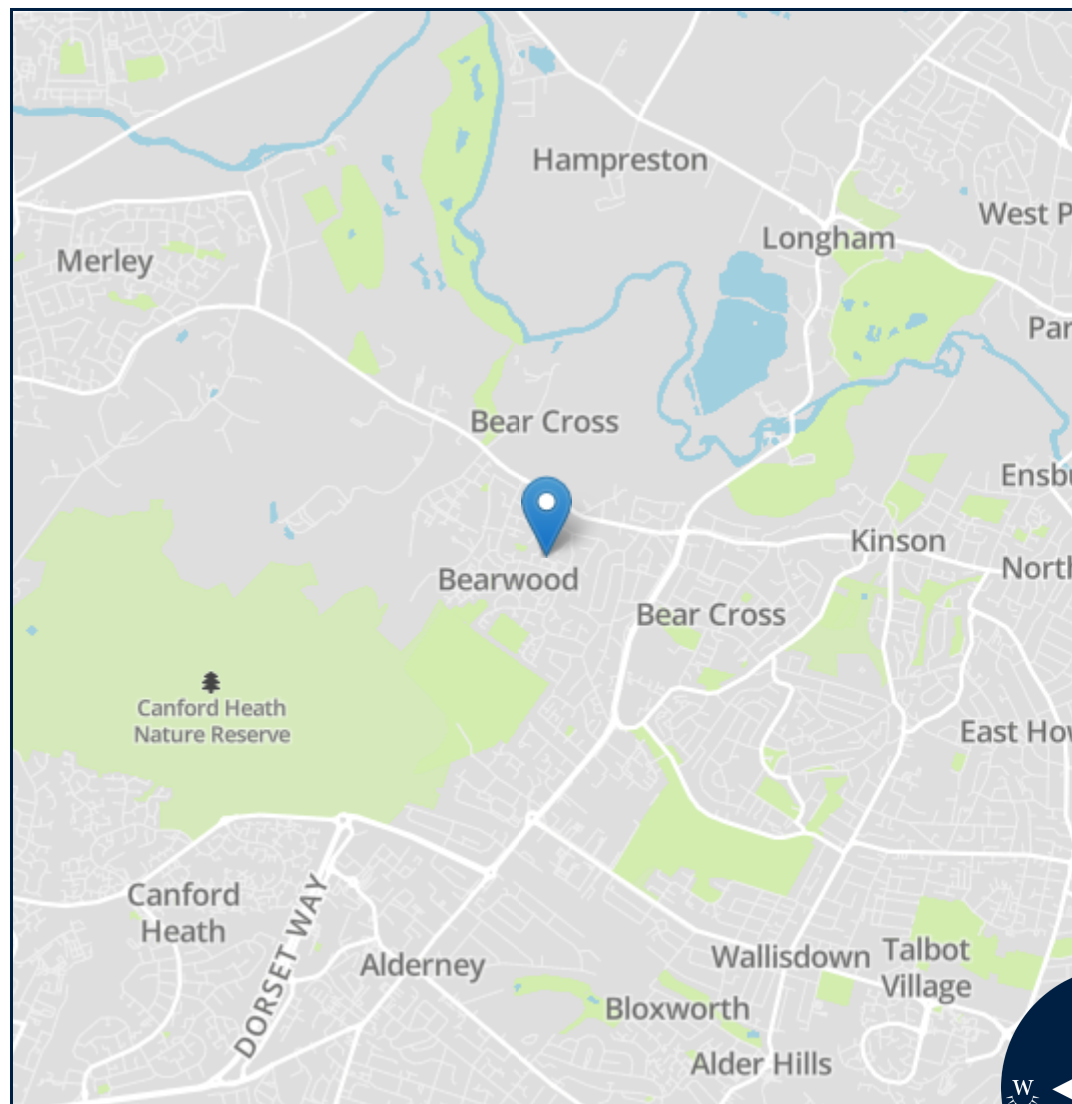 Hampreston
West P
Longham
Merley
Par
Bear Cross
Ensbu
Kinson
North
Bearwood
Bear Cross
Canford Heath
Nature Reserve
East Hov
Canford
Heath
DORSET WAY
Alderney
Wallisdown
Talbot
Village
Bloxworth
Alder Hills
W